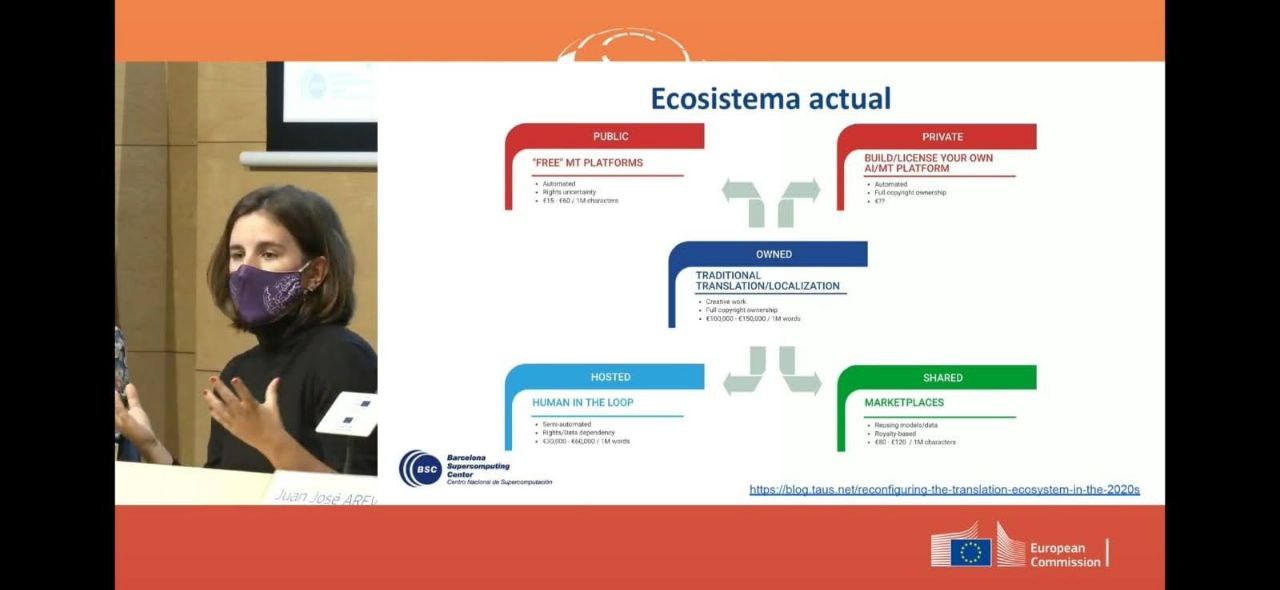 Ecosistema actual
PUBLIC
"FREE" MT PLATFORMS
• Automated
• Rights uncertainty
• €15 - €60 / 1M characters
PRIVATE
BUILD/LICENSE YOUR OWN
AI/MT PLATFORM
• Automated
• Full copyright ownership
• €??
OWNED
TRADITIONAL
TRANSLATION/LOCALIZATION
• Creative work
• Full copyright ownership
• €100,000 - €150,000 / 1M words
HOSTED
HUMAN IN THE LOOP
• Semi-automated
• Rights/Data dependency
• €30,000 - €60,000 / 1M words
SHARED
MARKETPLACES
• Reusing models/data
• Royalty-based
• €80 - €120 / 1M characters
BSC
Barcelona
Supercomputing
Center
Centro Nacional de Supercomputación
https://blog.taus.net/reconfiguring-the-translation-ecosystem-in-the-2020s
Juan José
European
Commission